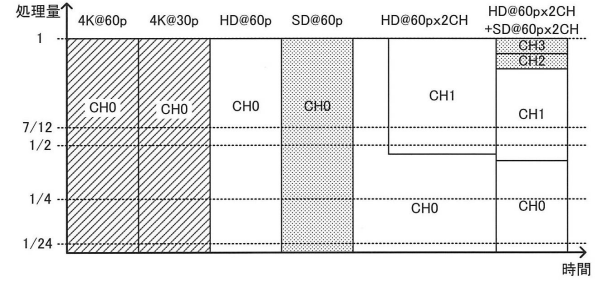 処理量
4K@60p 4K@30p HD@60p SD@60p HD@60px2CH HD@60px2CH
+SD@60px2CH
1
CH3
CH2
CH0 CH0 CH0 CH0 CH1 CH1
7/12
1/2
1/4
CH0 CH0
1/24
時間